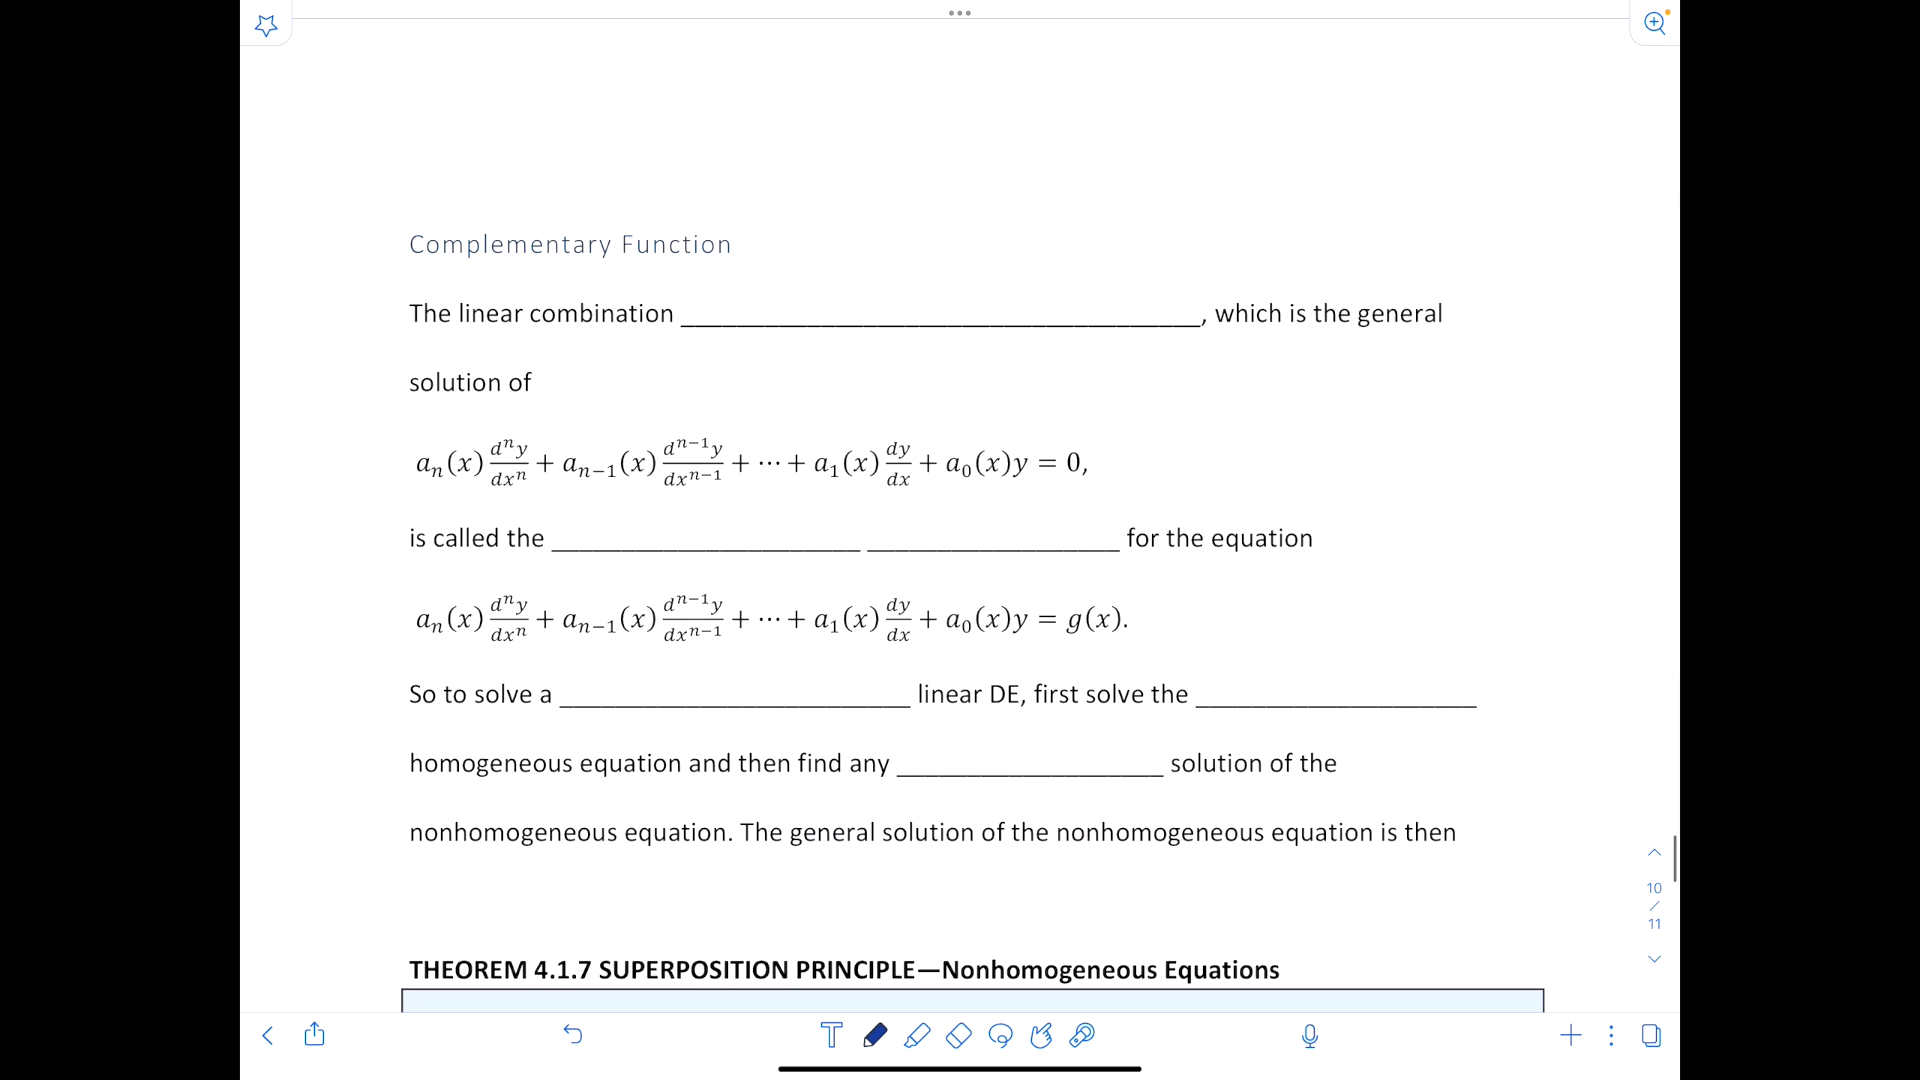 Complementary Function
The linear combination _____________________________________, which is the general
solution of
aₙ(x) dⁿy/dxⁿ + aₙ₋₁(x) dⁿ⁻¹y/dxⁿ⁻¹ + ⋯ + a₁(x) dy/dx + a₀(x)y = 0,
is called the ______________________ __________________ for the equation
aₙ(x) dⁿy/dxⁿ + aₙ₋₁(x) dⁿ⁻¹y/dxⁿ⁻¹ + ⋯ + a₁(x) dy/dx + a₀(x)y = g(x).
So to solve a _________________________ linear DE, first solve the ____________________
homogeneous equation and then find any ___________________ solution of the
nonhomogeneous equation. The general solution of the nonhomogeneous equation is then
10
/
11
THEOREM 4.1.7 SUPERPOSITION PRINCIPLE—Nonhomogeneous Equations
T